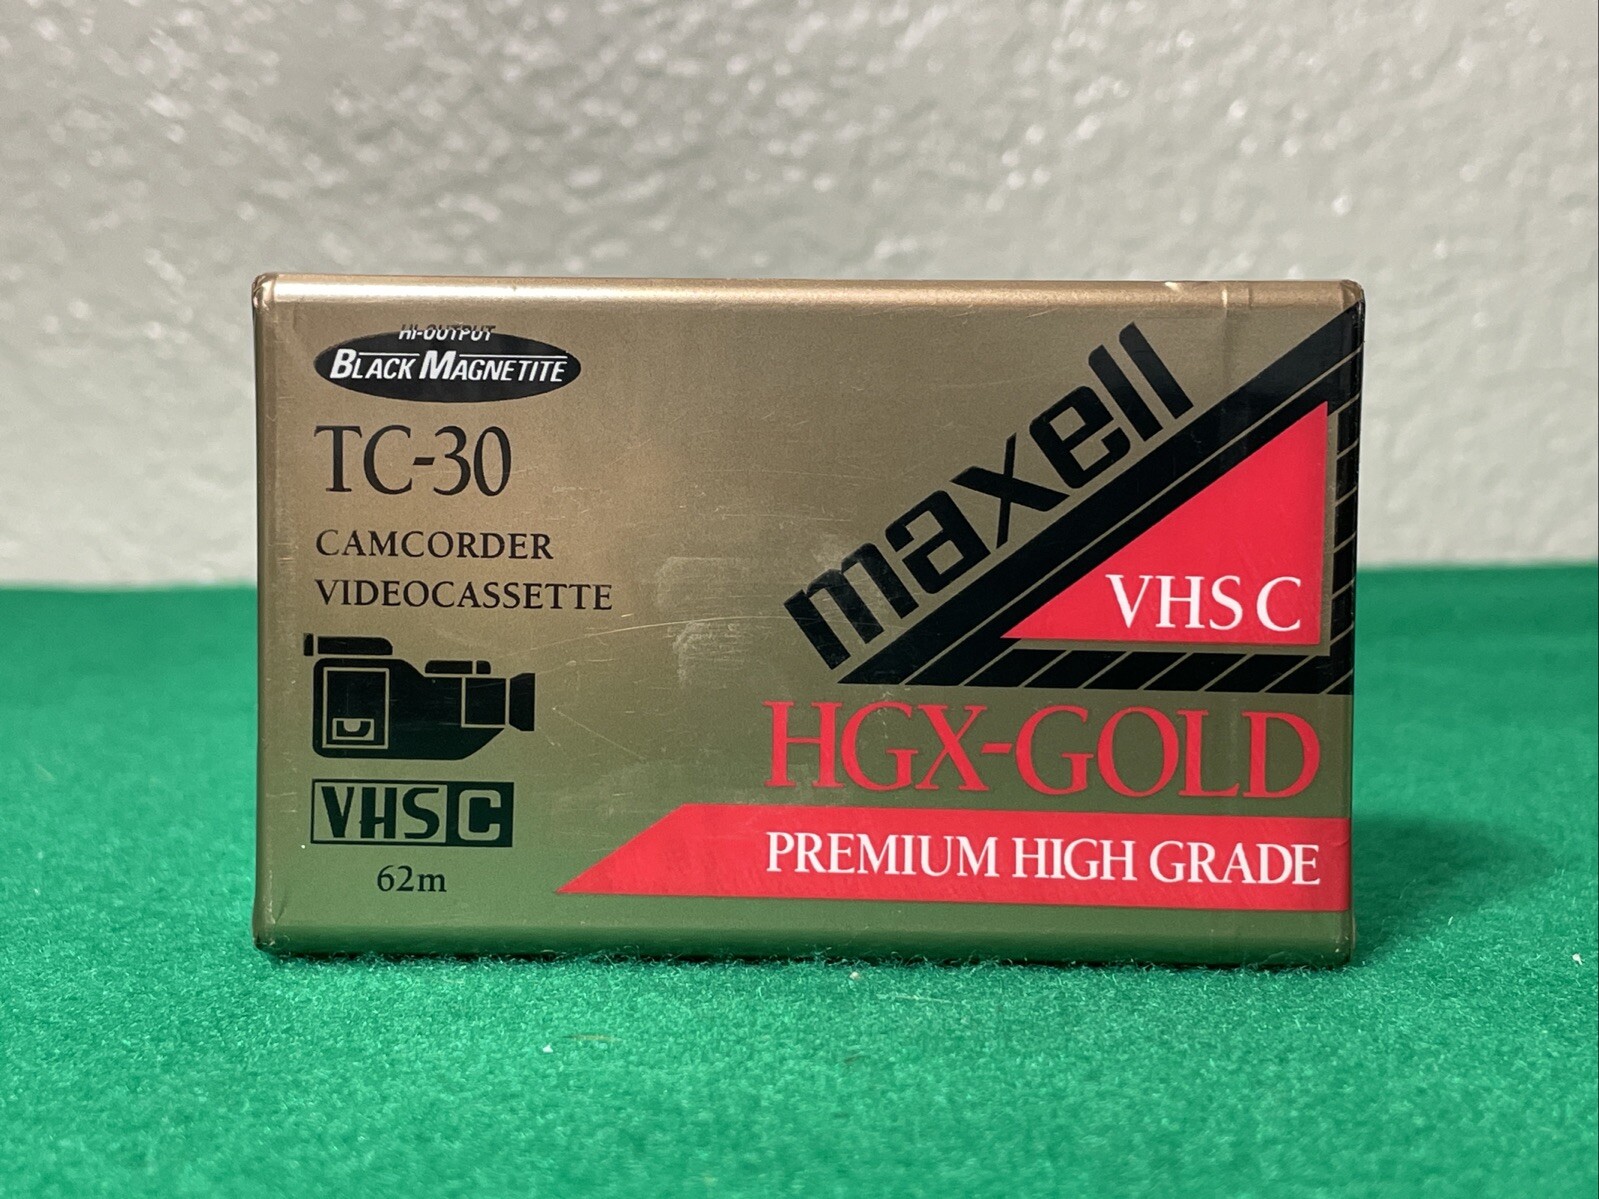 HI-OUTPUT
BLACK MAGNETITE
TC-30
CAMCORDER
VIDEOCASSETTE
VHS C
62m
maxell
VHS C
HGX-GOLD
PREMIUM HIGH GRADE